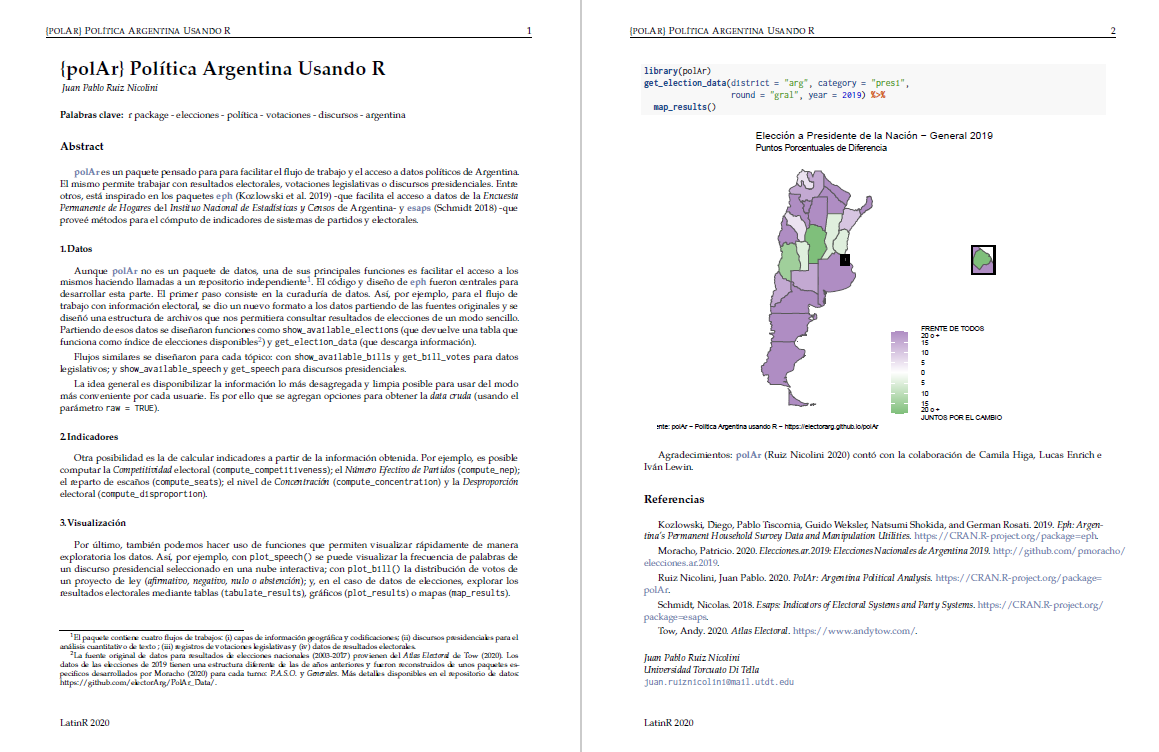 {POLAR} POLÍTICA ARGENTINA USANDO R 1
{polAr} Política Argentina Usando R
Juan Pablo Ruiz Nicolini
Palabras clave: r package - elecciones - política - votaciones - discursos - argentina
Abstract
polAr es un paquete pensado para para facilitar el flujo de trabajo y el acceso a datos políticos de Argentina.
El mismo permite trabajar con resultados electorales, votaciones legislativas o discursos presidenciales. Entre
otros, está inspirado en los paquetes eph (Kozlowski et al. 2019) -que facilita el acceso a datos de la Encuesta
Permanente de Hogares del Instituo Nacional de Estadísticas y Censos de Argentina- y esaps (Schmidt 2018) -que
proveé métodos para el cómputo de indicadores de sistemas de partidos y electorales.
1.Datos
Aunque polAr no es un paquete de datos, una de sus principales funciones es facilitar el acceso a los
mismos haciendo llamadas a un repositorio independiente1. El código y diseño de eph fueron centrales para
desarrollar esta parte. El primer paso consiste en la curaduría de datos. Así, por ejemplo, para el flujo de
trabajo con información electoral, se dio un nuevo formato a los datos partiendo de las fuentes originales y se
diseñó una estructura de archivos que nos permitiera consultar resultados de elecciones de un modo sencillo.
Partiendo de esos datos se diseñaron funciones como show_available_elections (que devuelve una tabla que
funciona como índice de elecciones disponibles2) y get_election_data (que descarga información).
Flujos similares se diseñaron para cada tópico: con show_available_bills y get_bill_votes para datos
legislativos; y show_available_speech y get_speech para discursos presidenciales.
La idea general es disponibilizar la información lo más desagregada y limpia posible para usar del modo
más conveniente por cada usuarie. Es por ello que se agregan opciones para obtener la data cruda (usando el
parámetro raw = TRUE).
2.Indicadores
Otra posibilidad es la de calcular indicadores a partir de la información obtenida. Por ejemplo, es posible
computar la Competitividad electoral (compute_competitiveness); el Número Efectivo de Partidos (compute_nep);
el reparto de escaños (compute_seats); el nivel de Concentración (compute_concentration) y la Desproporción
electoral (compute_disproportion).
3.Visualización
Por último, también podemos hacer uso de funciones que permiten visualizar rápidamente de manera
exploratoria los datos. Así, por ejemplo, con plot_speech() se puede visualizar la frecuencia de palabras de
un discurso presidencial seleccionado en una nube interactiva; con plot_bill() la distribución de votos de
un proyecto de ley (afirmativo, negativo, nulo o abstención); y, en el caso de datos de elecciones, explorar los
resultados electorales mediante tablas (tabulate_results), gráficos (plot_results) o mapas (map_results).
1El paquete contiene cuatro flujos de trabajos: (i) capas de información geográfica y codificaciones; (ii) discursos presidenciales para el
análisis cuantitativo de texto ; (iii) registros de votaciones legislativas y (iv) datos de resultados electorales.
2La fuente original de datos para resultados de elecciones nacionales (2003-2017) provienen del Atlas Electoral de Tow (2020). Los
datos de las elecciones de 2019 tienen una estructura diferente de las de años anteriores y fueron reconstruidos de unos paquetes es-
pecíficos desarrollados por Moracho (2020) para cada turno: P.A.S.O. y Generales. Más detalles disponibles en el repositorio de datos:
https://github.com/electorArg/PolAr_Data/.
LatinR 2020
{POLAR} POLÍTICA ARGENTINA USANDO R 2
library(polAr)
get_election_data(district = "arg", category = "presi",
round = "gral", year = 2019) %>%
map_results()
Elección a Presidente de la Nación − General 2019
Puntos Porcentuales de Diferencia
FRENTE DE TODOS
20 o +
15
10
5
0
5
10
15
20 o +
JUNTOS POR EL CAMBIO
ente: polAr − Política Argentina usando R − https://electorarg.github.io/polAr
Agradecimientos: polAr (Ruiz Nicolini 2020) contó con la colaboración de Camila Higa, Lucas Enrich e
Iván Lewin.
Referencias
Kozlowski, Diego, Pablo Tiscornia, Guido Weksler, Natsumi Shokida, and German Rosati. 2019. Eph: Argen-
tina's Permanent Household Survey Data and Manipulation Utilities. https://CRAN.R-project.org/package=eph.
Moracho, Patricio. 2020. Elecciones.ar.2019: Elecciones Nacionales de Argentina 2019. http://github.com/pmoracho/
elecciones.ar.2019.
Ruiz Nicolini, Juan Pablo. 2020. PolAr: Argentina Political Analysis. https://CRAN.R-project.org/package=
polAr.
Schmidt, Nicolas. 2018. Esaps: Indicators of Electoral Systems and Party Systems. https://CRAN.R-project.org/
package=esaps.
Tow, Andy. 2020. Atlas Electoral. https://www.andytow.com/.
Juan Pablo Ruiz Nicolini
Universidad Torcuato Di Tella
juan.ruiznicolini@mail.utdt.edu
LatinR 2020